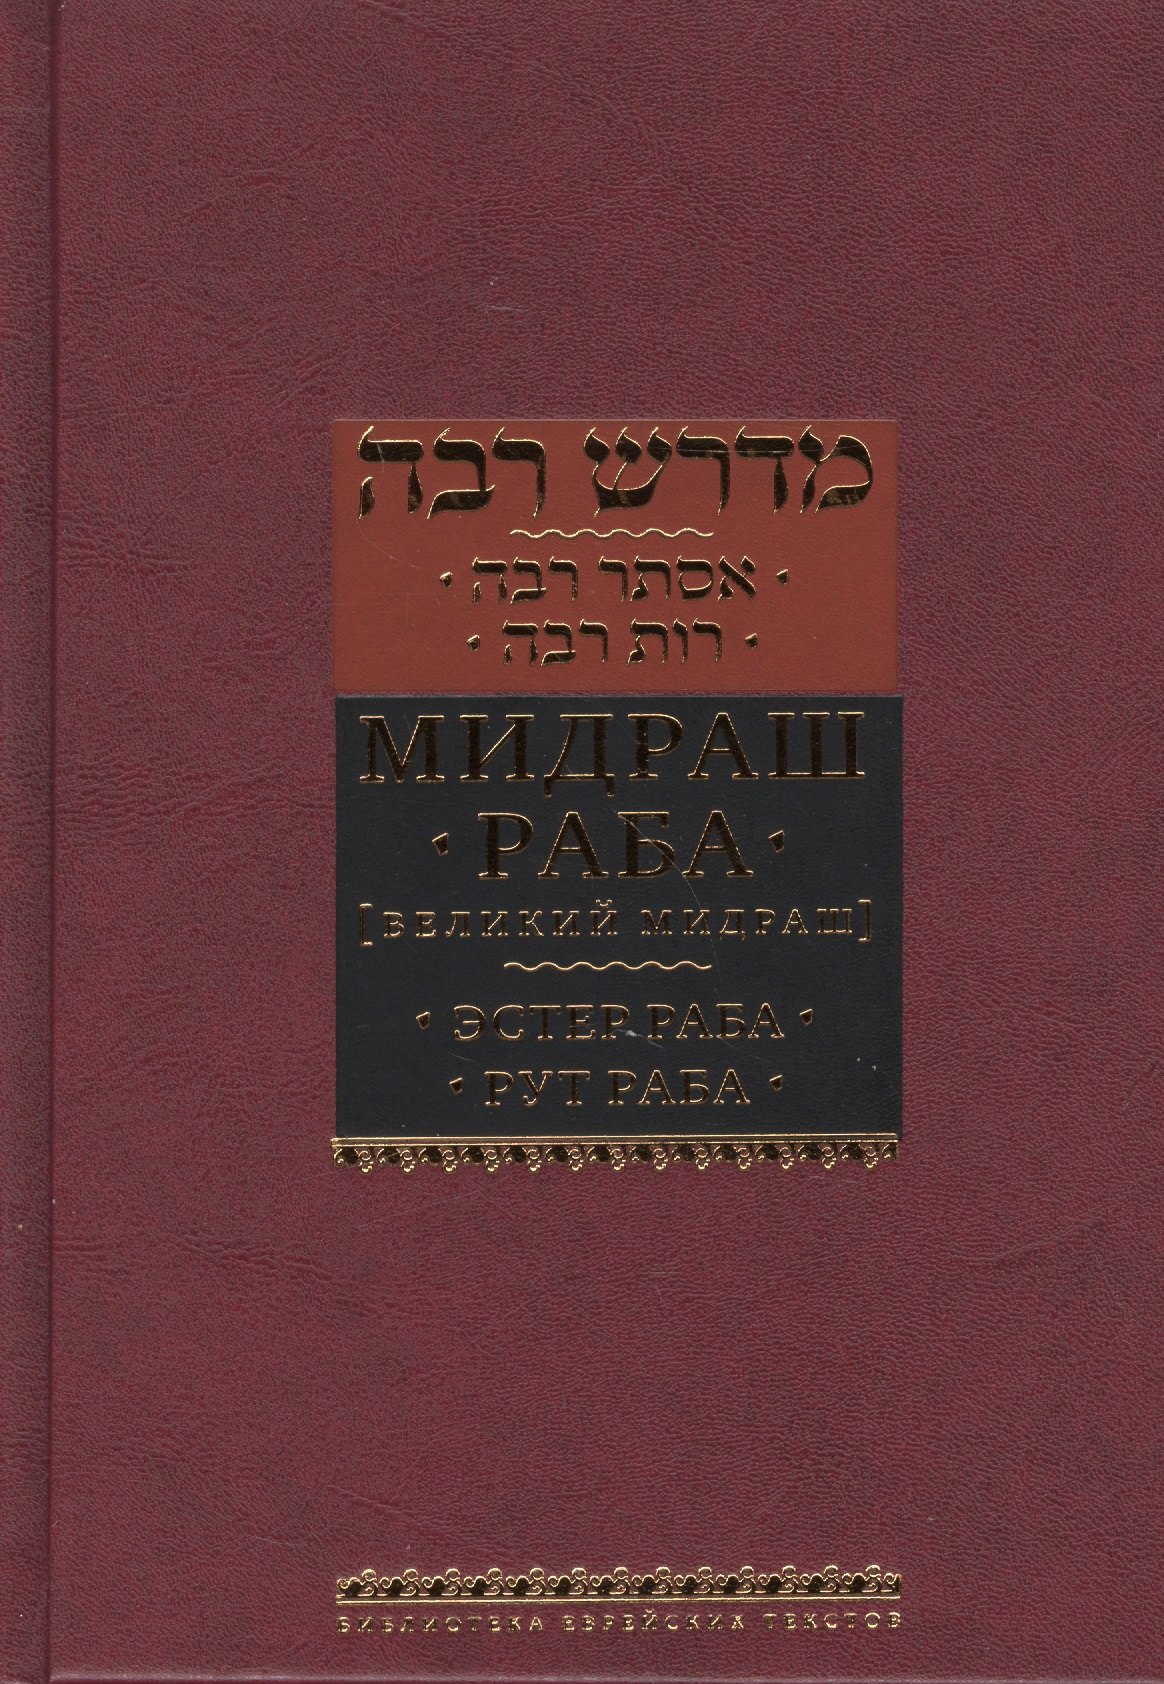 מדרש רבה
· אסתר רבה ·
· רות רבה ·
МИДРАШ
· РАБА ·
[ВЕЛИКИЙ МИДРАШ]
· ЭСТЕР РАБА ·
· РУТ РАБА ·
БИБЛИОТЕКА ЕВРЕЙСКИХ ТЕКСТОВ